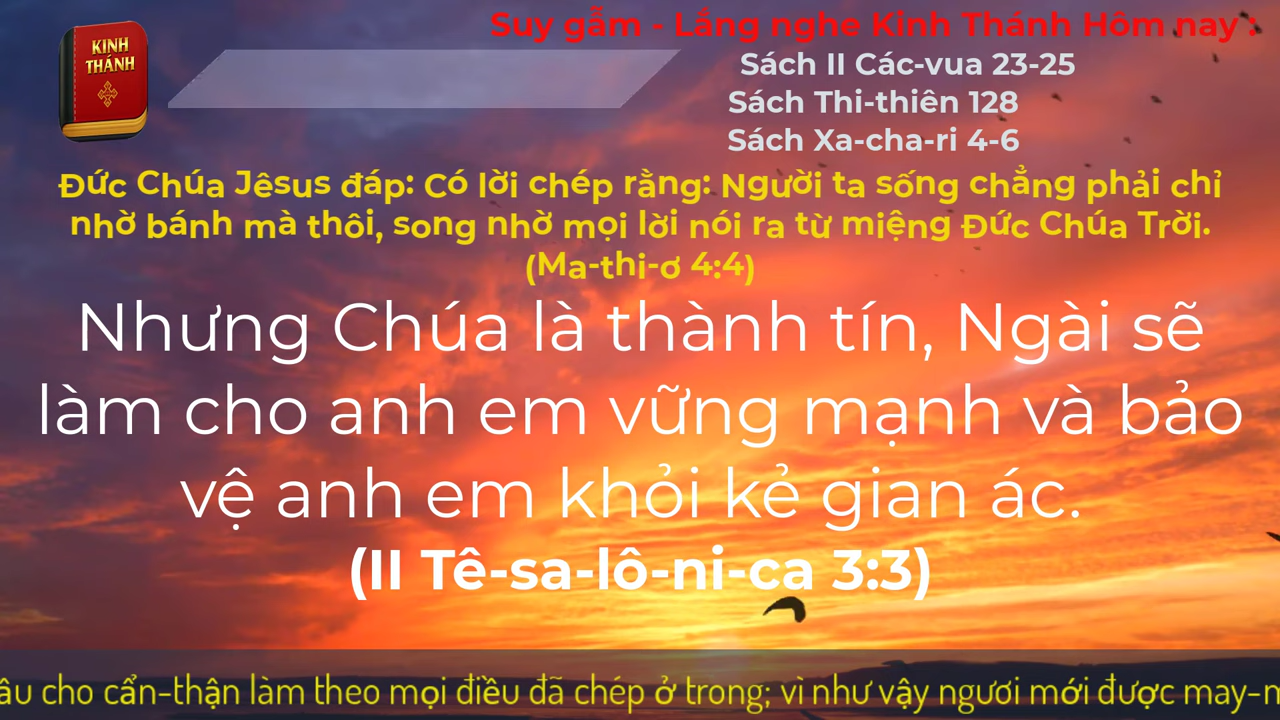 KINH
THÁNH
Suy gẫm - Lắng nghe Kinh Thánh Hôm nay :
Sách II Các-vua 23-25
Sách Thi-thiên 128
Sách Xa-cha-ri 4-6
Đức Chúa Jêsus đáp: Có lời chép rằng: Người ta sống chẳng phải chỉ
nhờ bánh mà thôi, song nhờ mọi lời nói ra từ miệng Đức Chúa Trời.
(Ma-thi-ơ 4:4)
Nhưng Chúa là thành tín, Ngài sẽ
làm cho anh em vững mạnh và bảo
vệ anh em khỏi kẻ gian ác.
(II Tê-sa-lô-ni-ca 3:3)
cho cẩn-thận làm theo mọi điều đã chép ở trong; vì như vậy ngươi mới được